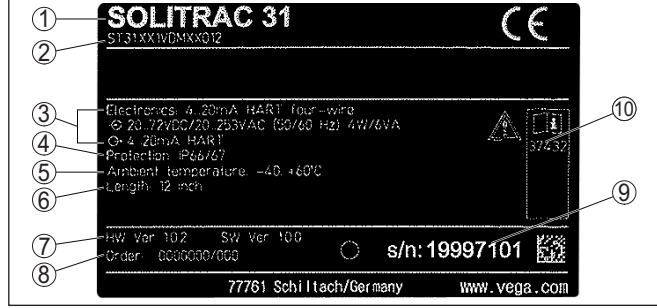 ① SOLITRAC 31 CE
② ST31XX1VDMXX012
③ Electronics: 4..20mA HART four-wire
20..72VDC/20..253VAC (50/60 Hz) 4W/6VA
4..20mA HART
④ Protection: IP66/67
⑤ Ambient temperature: -40..+60°C
⑥ Length: 12 inch
⑩
37432
⑨
⑦ HW Ver 1.0.2 SW Ver 1.0.0
⑧ Order: 0000000/000 s/n: 19997101
77761 Schiltach/Germany www.vega.com